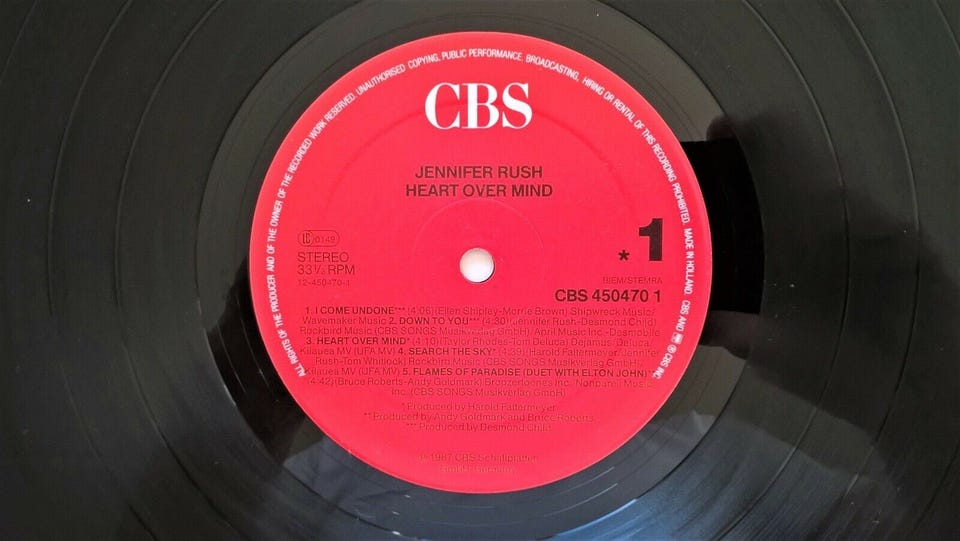 ALL RIGHTS OF THE PRODUCER AND OF THE OWNER OF THE RECORDED WORK RESERVED. UNAUTHORISED COPYING, PUBLIC PERFORMANCE, BROADCASTING, HIRING OR RENTAL OF THIS RECORDING PROHIBITED. MADE IN HOLLAND. CBS AND ® CBS INC.
CBS
JENNIFER RUSH
HEART OVER MIND
LC 0149
STEREO
33⅓ RPM
12-450470-1
* 1
BIEM/STEMRA
CBS 450470 1
1. I COME UNDONE*** (4:06) (Ellen Shipley-Morrie Brown) Shipwreck Music/
Wavemaker Music 2. DOWN TO YOU*** (4:30) (Jennifer Rush-Desmond Child)
Rockbird Music (CBS SONGS Musikverlag GmbH)/April Music Inc.-Desmobile
3. HEART OVER MIND* (4:10) (Taylor Rhodes-Tom Deluca) Dejamus/Deluca/
Kilauea MV (UFA MV) 4. SEARCH THE SKY* (4:39) (Harold Faltermeyer/Jennifer
Rush-Tom Whitlock) Rockbird Music (CBS SONGS Musikverlag GmbH)/
Kilauea MV (UFA MV) 5. FLAMES OF PARADISE (DUET WITH ELTON JOHN)
(4:42) (Bruce Roberts-Andy Goldmark) Bronzertoones Inc. Nonpareil Music
Inc. (CBS SONGS Musikverlag GmbH)
* Produced by Harold Faltermeyer
** Produced by Andy Goldmark and Bruce Roberts
*** Produced by Desmond Child
℗ 1987 CBS Schallplatten
GmbH Germany